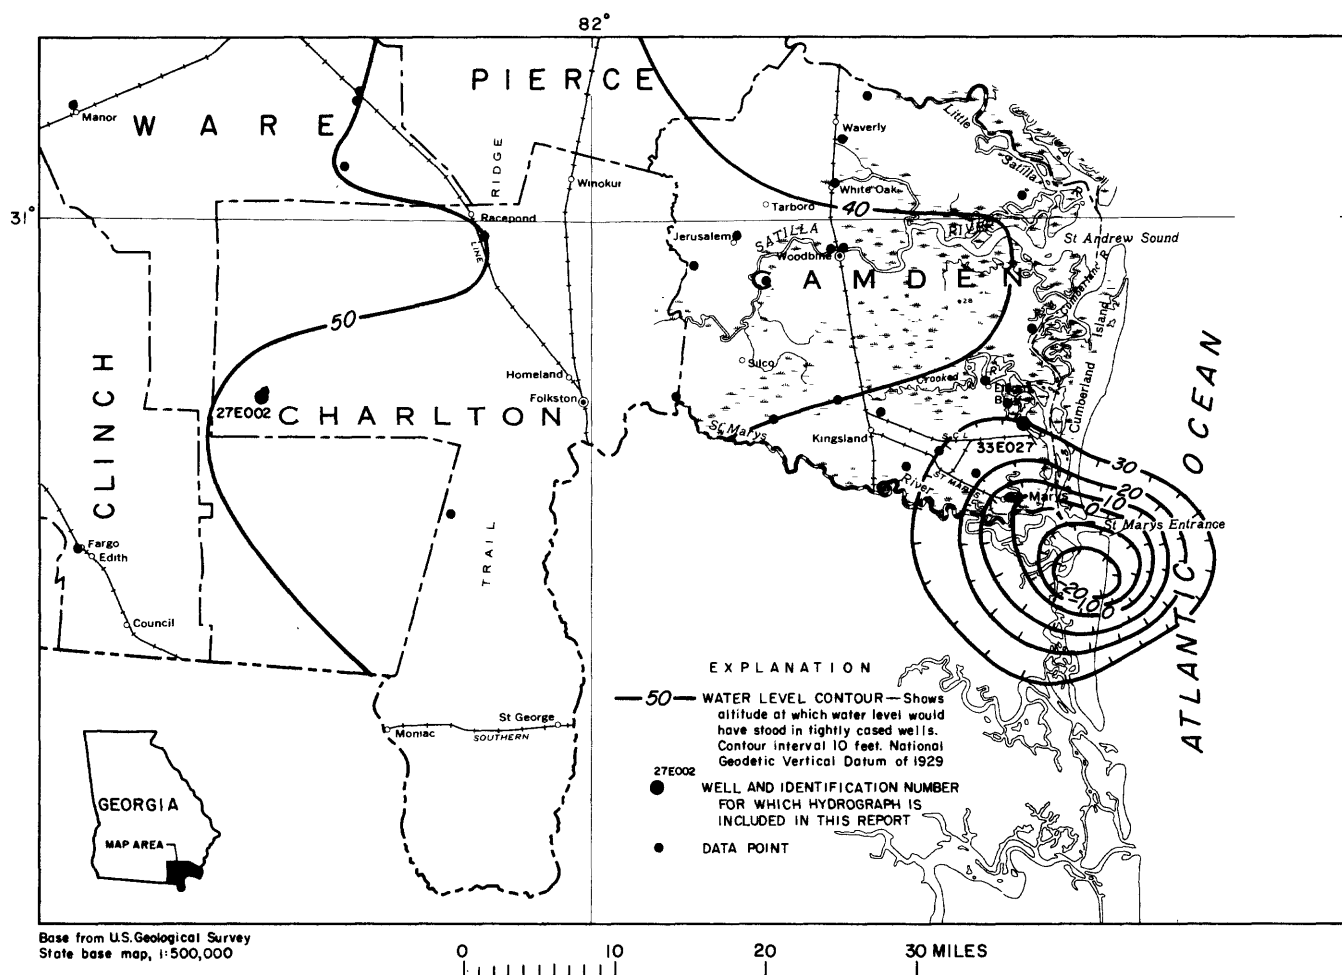 82°
PIERCE
WARE
Manor
RIDGE
Waverly
Little
Satilla
R
Winokur
White Oak
Tarboro
40
31°
Racepond
LINE
Jerusalem
SATILLA
RIVER
St Andrew Sound
Woodbine
CAMDEN
Cumberland R
Island
50
Silco
Crooked
R
Cumberland
OCEAN
CLINCH
Homeland
Folkston
27E002
CHARLTON
St Marys
Kingsland
S.C.L.
33E027
30
20
10
0
River
ST MARYS
St Marys Entrance
Marys
TRAIL
Fargo
Edith
-20
-10
0
Council
ATLANTIC
EXPLANATION
—50— WATER LEVEL CONTOUR—Shows
altitude at which water level would
have stood in tightly cased wells.
Contour interval 10 feet. National
Geodetic Vertical Datum of 1929
27E002
WELL AND IDENTIFICATION NUMBER
FOR WHICH HYDROGRAPH IS
INCLUDED IN THIS REPORT
DATA POINT
St George
Moniac
SOUTHERN
GEORGIA
MAP AREA
Base from U.S. Geological Survey
State base map, 1:500,000
0 10 20 30 MILES